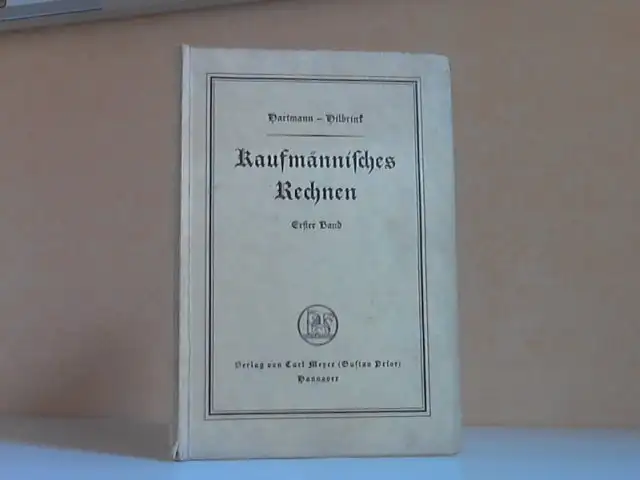 Hartmann – Hilbrink
Kaufmännisches
Rechnen
Erster Band
Verlag von Carl Meyer (Gustav Prior)
Hannover